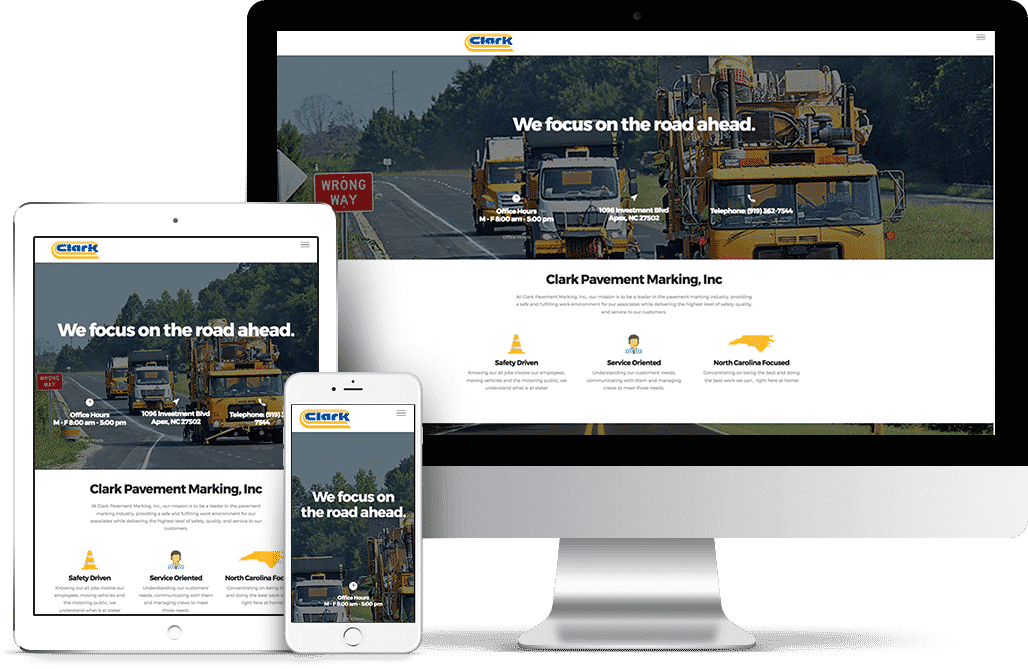 Clark
We focus on the road ahead.
WRONG
WAY
Office Hours
M - F 8:00 am - 5:00 pm
1096 Investment Blvd
Apex, NC 27502
Telephone: (919) 362-7544
Clark Pavement Marking, Inc
At Clark Pavement Marking, Inc., our mission is to be a leader in the pavement marking industry, providing
a safe and fulfilling work environment for our associates while delivering the highest level of safety, quality,
and service to our customers.
Safety Driven
Knowing our all jobs involve our employees,
moving vehicles and the motoring public, we
understand what is at stake!
Service Oriented
Understanding our customers' needs,
communicating with them and managing
crews to meet those needs.
North Carolina Focused
Concentrating on being the best and doing
the best work we can,, right here at home!
Clark
We focus on the road ahead.
WRONG
WAY
Office Hours
M - F 8:00 am - 5:00 pm
Office Hours
1096 Investment Blvd
Apex, NC 27502
Telephone: (919) 3
7544
Clark Pavement Marking, Inc
At Clark Pavement Marking, Inc., our mission is to be a leader in the pavement
marking industry, providing a safe and fulfilling work environment for our
associates while delivering the highest level of safety, quality, and service to our
customers.
Safety Driven
Knowing our all jobs involve our
employees, moving vehicles and
the motoring public, we
understand what is at stake!
Service Oriented
Understanding our customers'
needs, communicating with them
and managing crews to meet
those needs.
North Carolina Foc
Concentrating on being th
and doing the best work
right here at home!
Clark
We focus on
the road ahead.
Office Hours
M - F 8:00 am - 5:00 pm